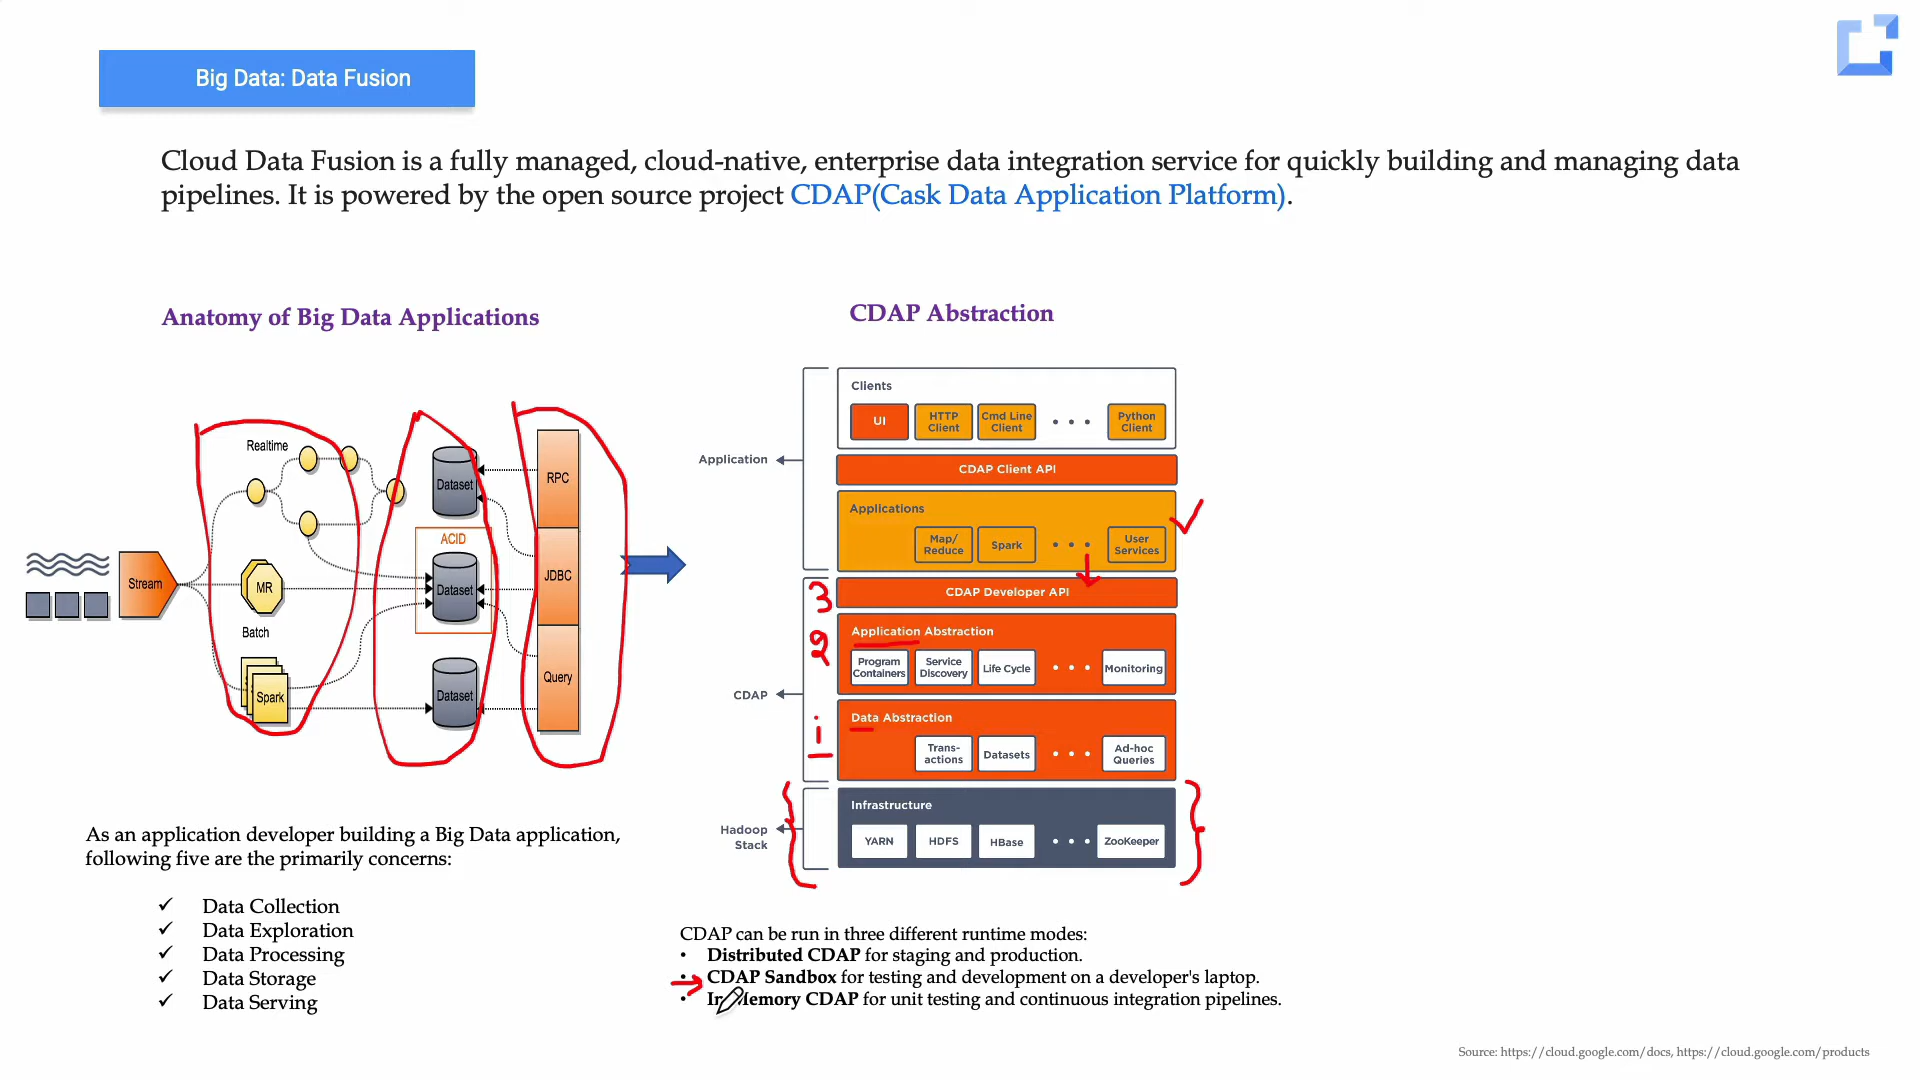 Big Data: Data Fusion
Cloud Data Fusion is a fully managed, cloud-native, enterprise data integration service for quickly building and managing data
pipelines. It is powered by the open source project CDAP(Cask Data Application Platform).
Anatomy of Big Data Applications
Realtime
Stream
MR
Batch
Spark
Dataset
ACID
Dataset
Dataset
RPC
JDBC
Query
As an application developer building a Big Data application,
following five are the primarily concerns:
✓ Data Collection
✓ Data Exploration
✓ Data Processing
✓ Data Storage
✓ Data Serving
CDAP Abstraction
Application
CDAP
Hadoop
Stack
Clients
UI
HTTP
Client
Cmd Line
Client
• • •
Python
Client
CDAP Client API
Applications
Map/
Reduce
Spark
• • •
User
Services
3
CDAP Developer API
2
Application Abstraction
Program
Containers
Service
Discovery
Life Cycle
• • •
Monitoring
i
Data Abstraction
Trans-
actions
Datasets
• • •
Ad-hoc
Queries
Infrastructure
YARN
HDFS
HBase
• • •
ZooKeeper
CDAP can be run in three different runtime modes:
• Distributed CDAP for staging and production.
• CDAP Sandbox for testing and development on a developer's laptop.
• In-Memory CDAP for unit testing and continuous integration pipelines.
Source: https://cloud.google.com/docs, https://cloud.google.com/products